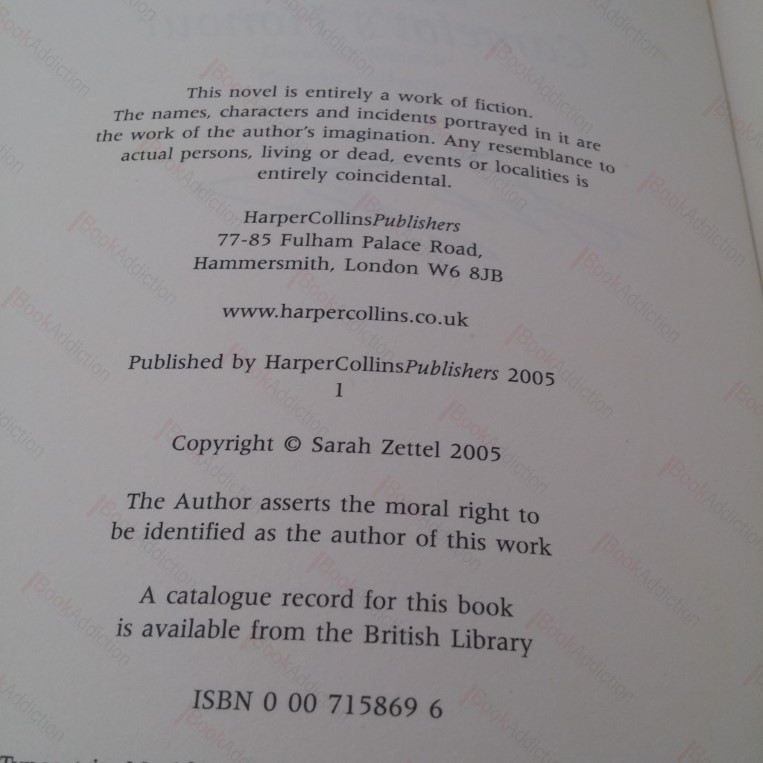 This novel is entirely a work of fiction.
The names, characters and incidents portrayed in it are
the work of the author's imagination. Any resemblance to
actual persons, living or dead, events or localities is
entirely coincidental.
HarperCollinsPublishers
77-85 Fulham Palace Road,
Hammersmith, London W6 8JB
www.harpercollins.co.uk
Published by HarperCollinsPublishers 2005
1
Copyright © Sarah Zettel 2005
The Author asserts the moral right to
be identified as the author of this work
A catalogue record for this book
is available from the British Library
ISBN 0 00 715869 6